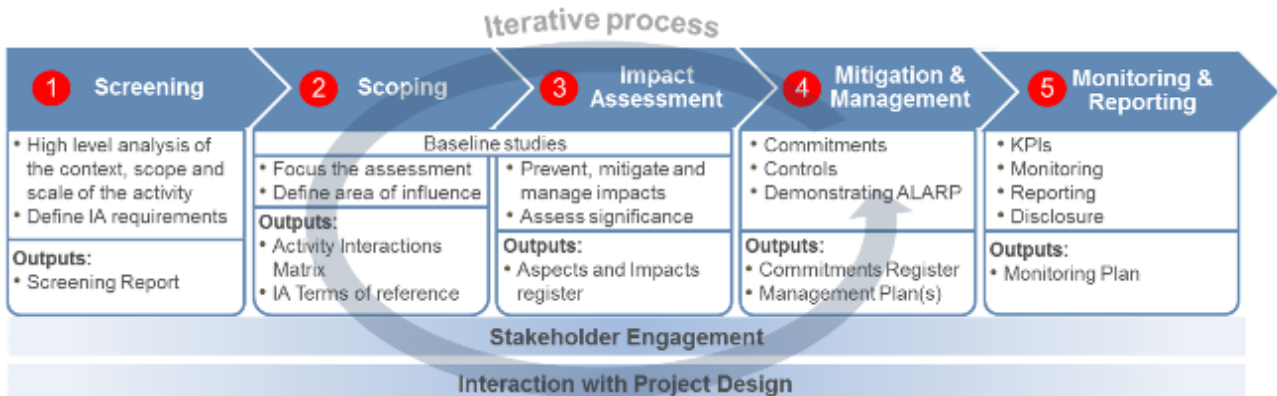 Iterative process
1 Screening
2 Scoping
3 Impact
Assessment
4 Mitigation &
Management
5 Monitoring &
Reporting
• High level analysis of
the context, scope and
scale of the activity
• Define IA requirements
Outputs:
• Screening Report
Baseline studies
• Focus the assessment
• Define area of influence
Outputs:
• Activity Interactions
Matrix
• IA Terms of reference
• Prevent, mitigate and
manage impacts
• Assess significance
Outputs:
• Aspects and Impacts
register
• Commitments
• Controls
• Demonstrating ALARP
Outputs:
• Commitments Register
• Management Plan(s)
• KPIs
• Monitoring
• Reporting
• Disclosure
Outputs:
• Monitoring Plan
Stakeholder Engagement
Interaction with Project Design